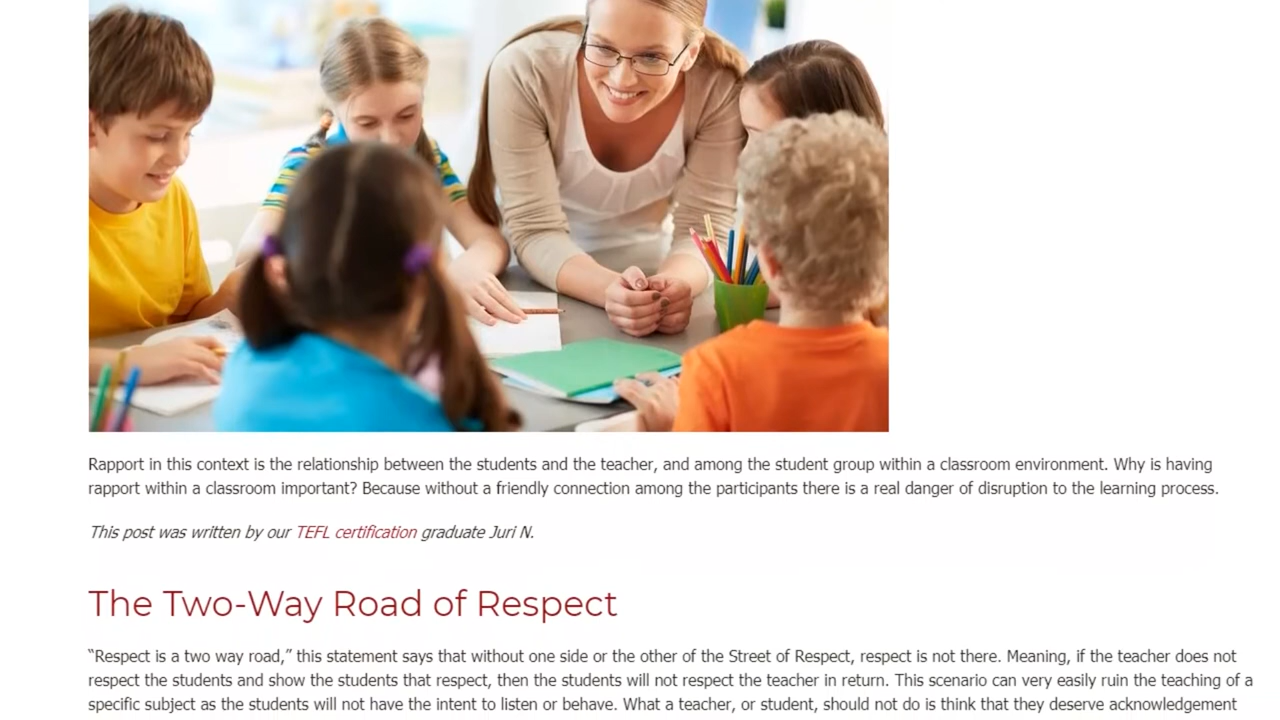 Rapport in this context is the relationship between the students and the teacher, and among the student group within a classroom environment. Why is having
rapport within a classroom important? Because without a friendly connection among the participants there is a real danger of disruption to the learning process.
This post was written by our TEFL certification graduate Juri N.
The Two-Way Road of Respect
“Respect is a two way road,” this statement says that without one side or the other of the Street of Respect, respect is not there. Meaning, if the teacher does not
respect the students and show the students that respect, then the students will not respect the teacher in return. This scenario can very easily ruin the teaching of a
specific subject as the students will not have the intent to listen or behave. What a teacher, or student, should not do is think that they deserve acknowledgement